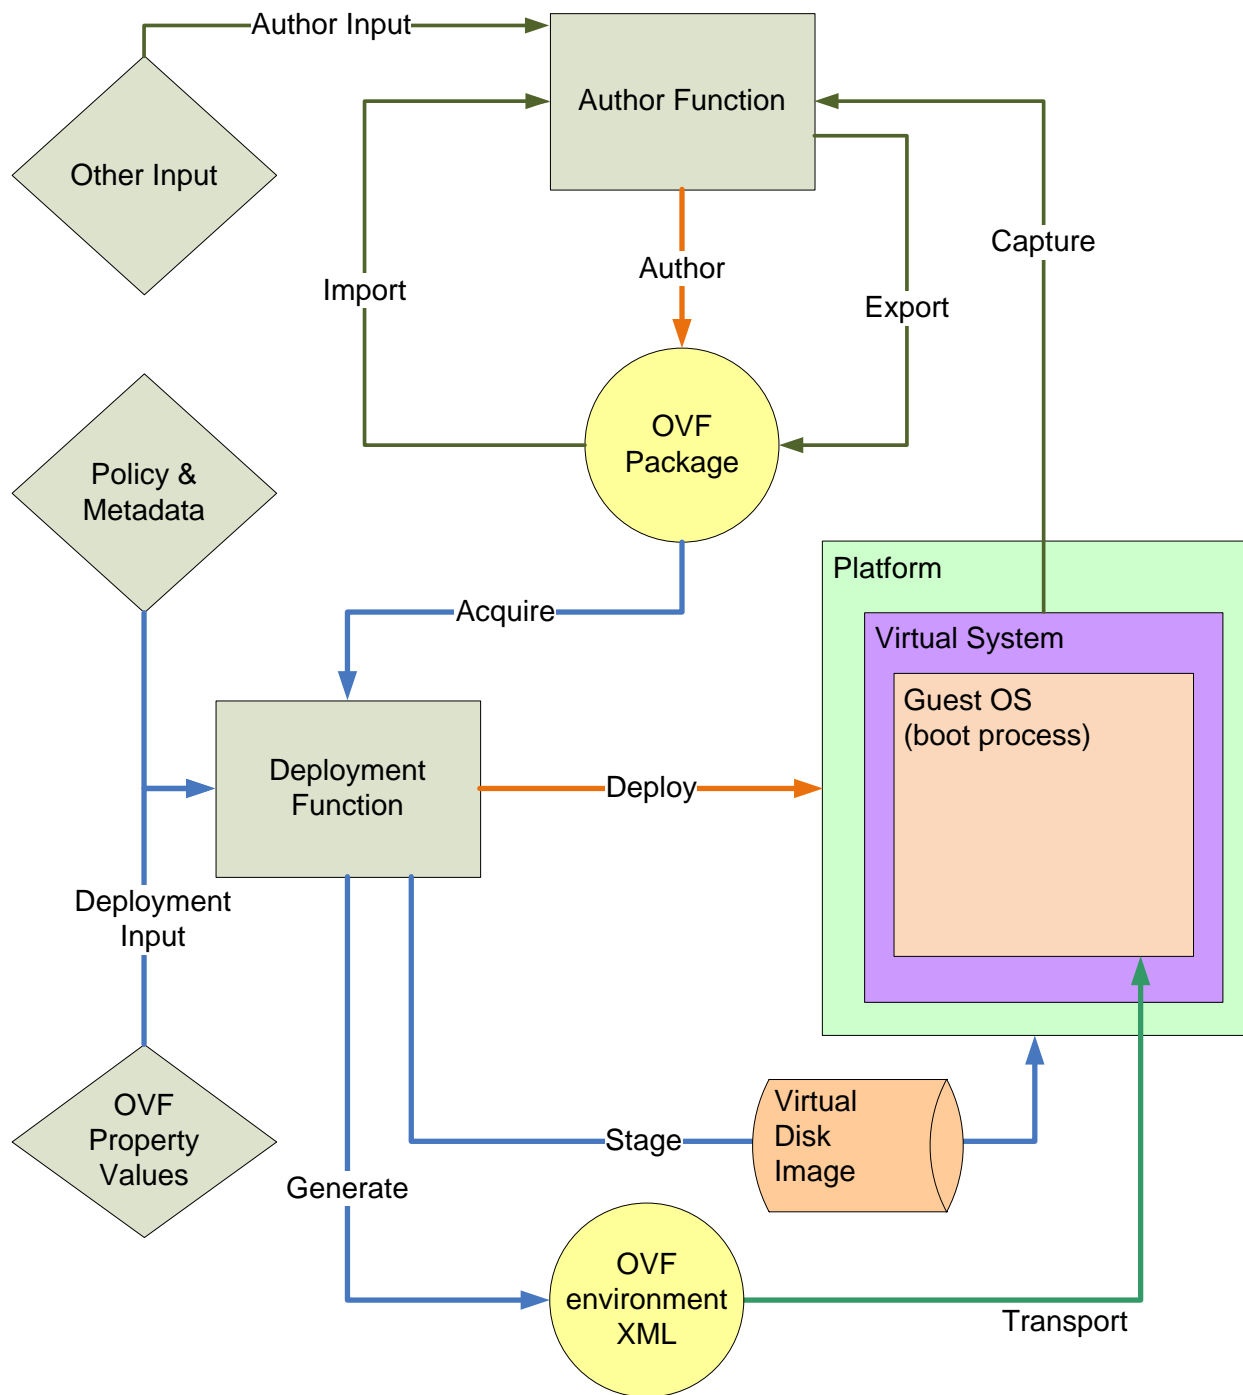 Author Input
Author Function
Other Input
Capture
Author
Import
Export
OVF
Package
Policy &
Metadata
Platform
Acquire
Virtual System
Guest OS
(boot process)
Deployment
Function
Deploy
Deployment
Input
OVF
Property
Values
Virtual
Disk
Image
Stage
Generate
OVF
environment
XML
Transport